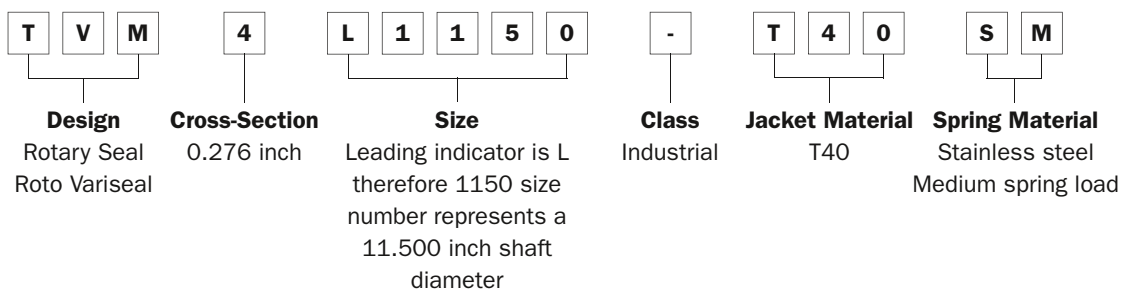 T V M 4 L 1 1 5 0 - T 4 0 S M
Design Cross-Section Size Class Jacket Material Spring Material
Rotary Seal 0.276 inch Leading indicator is L Industrial T40 Stainless steel
Roto Variseal therefore 1150 size Medium spring load
number represents a
11.500 inch shaft
diameter